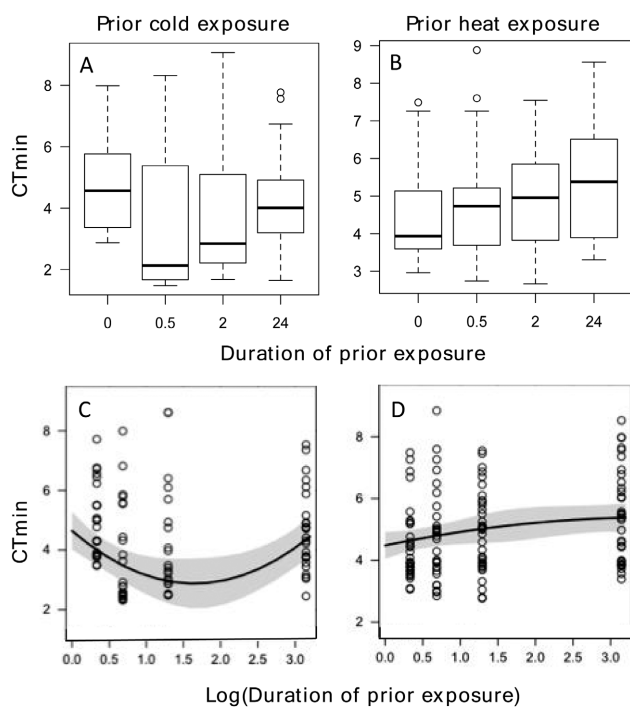 Prior cold exposure
Prior heat exposure
A
B
CTmin
8
6
4
2
9
8
7
6
5
4
3
0 0.5 2 24
0 0.5 2 24
Duration of prior exposure
C
D
CTmin
8
6
4
2
8
6
4
2
0.0 0.5 1.0 1.5 2.0 2.5 3.0
0.0 0.5 1.0 1.5 2.0 2.5 3.0
Log(Duration of prior exposure)